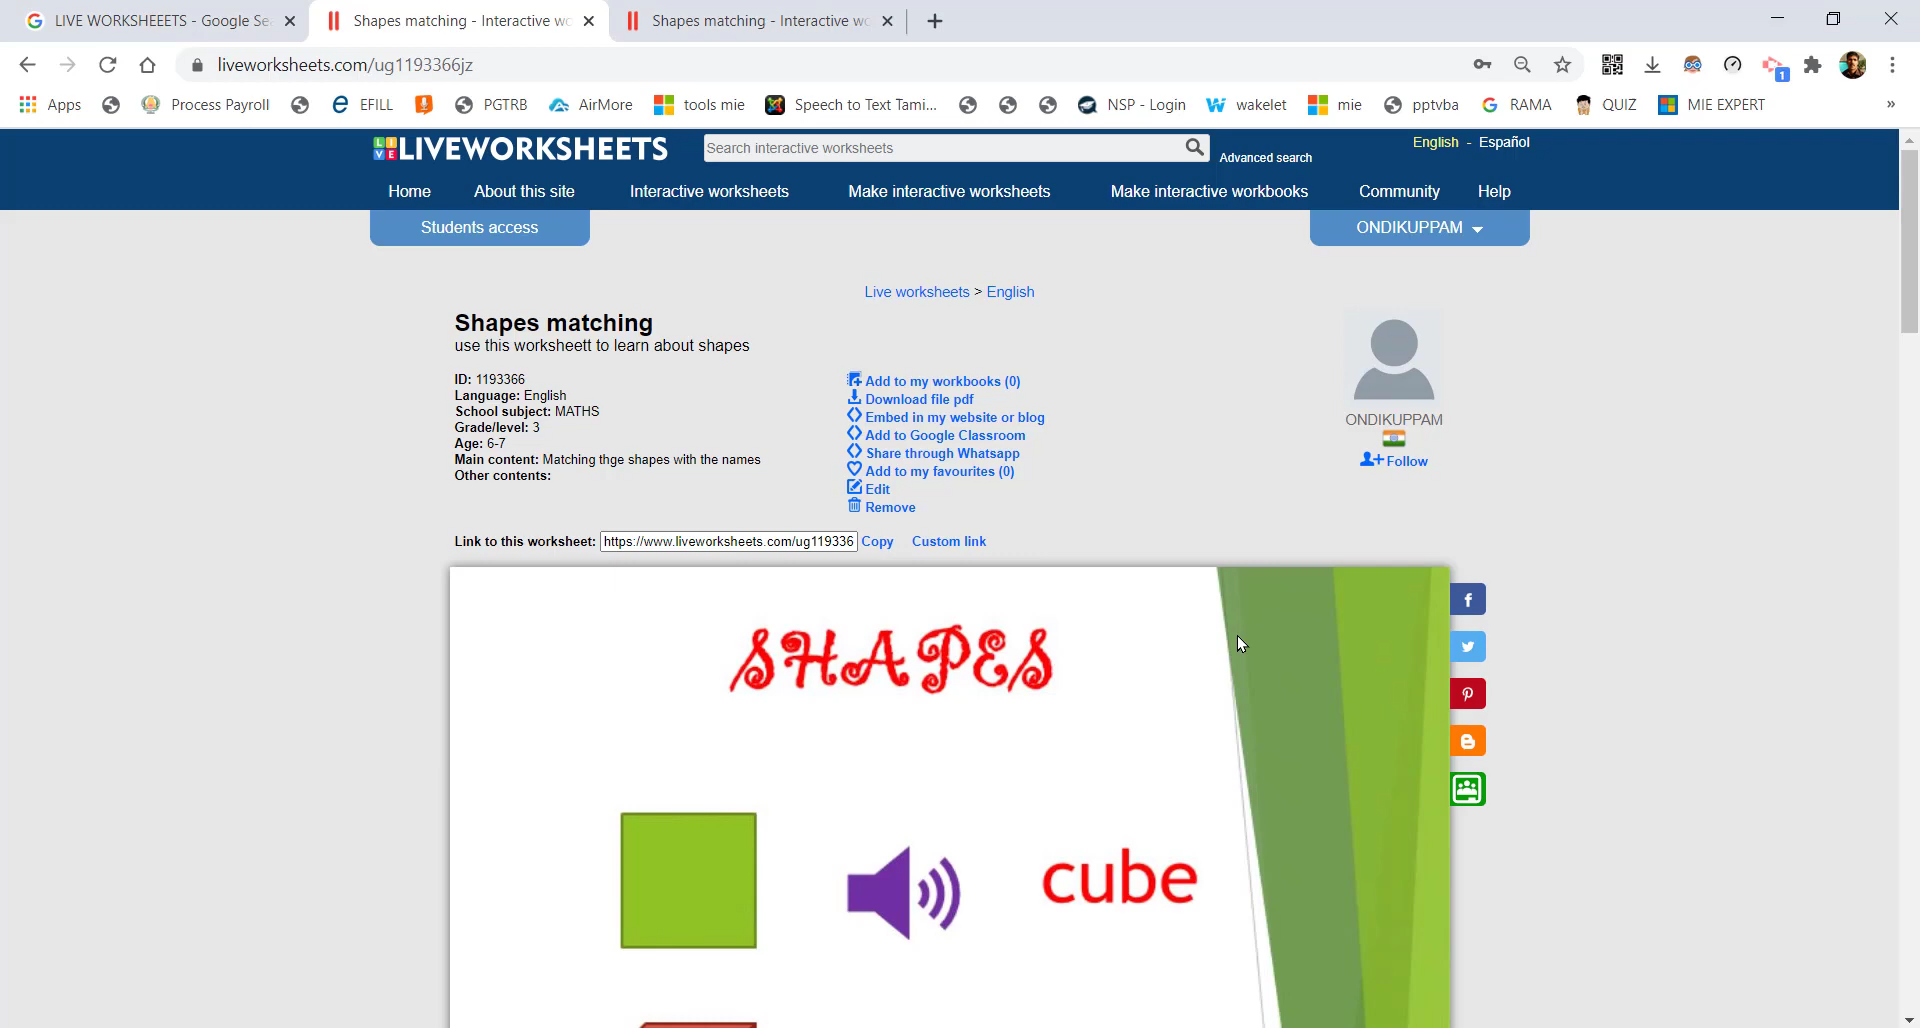 LIVE WORKSHEEETS - Google Se
Shapes matching - Interactive wo
Shapes matching - Interactive wo
liveworksheets.com/ug1193366jz
1
Apps
Process Payroll
EFILL
PGTRB
AirMore
tools mie
Speech to Text Tami...
NSP - Login
wakelet
mie
pptvba
RAMA
QUIZ
MIE EXPERT
»
LIVE LIVEWORKSHEETS
Search interactive worksheets
Advanced search
English - Español
Home
About this site
Interactive worksheets
Make interactive worksheets
Make interactive workbooks
Community
Help
Students access
ONDIKUPPAM
Live worksheets > English
Shapes matching
use this worksheett to learn about shapes
ID: 1193366
Language: English
School subject: MATHS
Grade/level: 3
Age: 6-7
Main content: Matching thge shapes with the names
Other contents:
Add to my workbooks (0)
Download file pdf
Embed in my website or blog
Add to Google Classroom
Share through Whatsapp
Add to my favourites (0)
Edit
Remove
ONDIKUPPAM
Follow
Link to this worksheet: https://www.liveworksheets.com/ug119336 Copy Custom link
SHAPES
cube